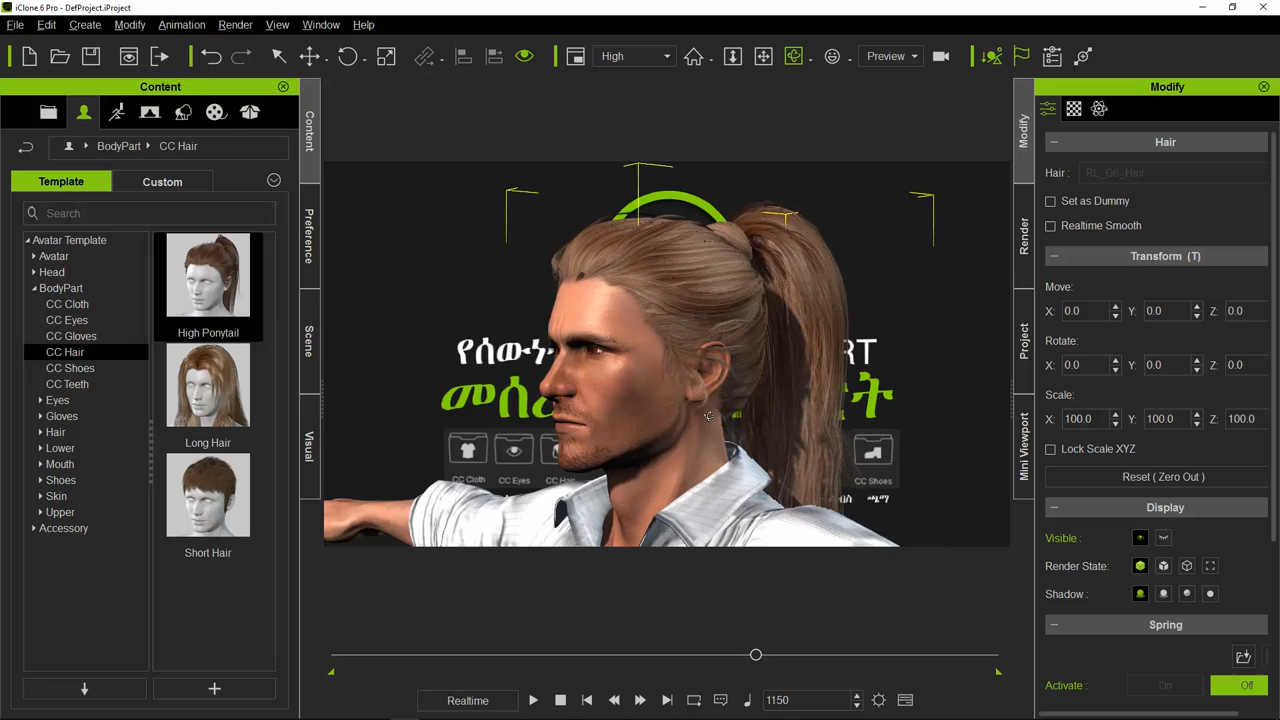 iClone 6 Pro - DefProject.iProject
File Edit Create Modify Animation Render View Window Help
High
Preview
Content
BodyPart CC Hair
Template Custom
Search
Avatar Template
Avatar
Head
BodyPart
CC Cloth
CC Eyes
CC Gloves
CC Hair
CC Shoes
CC Teeth
Eyes
Gloves
Hair
Lower
Mouth
Shoes
Skin
Upper
Accessory
High Ponytail
Long Hair
Short Hair
Content
Preference
Scene
Visual
የሰውነት
መሰ
ት
CC Cloth CC Eyes CC Hair CC Shoes
ጫማ
Realtime
1150
Modify
Render
Project
Mini Viewport
Modify
Hair
Hair : RL_G6_Hair
Set as Dummy
Realtime Smooth
Transform (T)
Move:
X: 0.0 Y: 0.0 Z: 0.0
Rotate:
X: 0.0 Y: 0.0 Z: 0.0
Scale:
X: 100.0 Y: 100.0 Z: 100.0
Lock Scale XYZ
Reset ( Zero Out )
Display
Visible :
Render State:
Shadow :
Spring
Activate : On Off